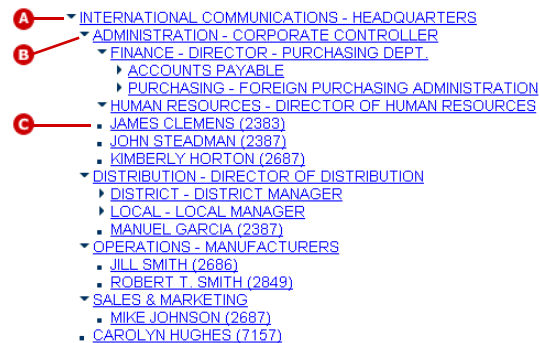 A INTERNATIONAL COMMUNICATIONS - HEADQUARTERS
B ADMINISTRATION - CORPORATE CONTROLLER
FINANCE - DIRECTOR - PURCHASING DEPT.
ACCOUNTS PAYABLE
PURCHASING - FOREIGN PURCHASING ADMINISTRATION
HUMAN RESOURCES - DIRECTOR OF HUMAN RESOURCES
C JAMES CLEMENS (2383)
JOHN STEADMAN (2387)
KIMBERLY HORTON (2687)
DISTRIBUTION - DIRECTOR OF DISTRIBUTION
DISTRICT - DISTRICT MANAGER
LOCAL - LOCAL MANAGER
MANUEL GARCIA (2387)
OPERATIONS - MANUFACTURERS
JILL SMITH (2686)
ROBERT T. SMITH (2849)
SALES & MARKETING
MIKE JOHNSON (2687)
CAROLYN HUGHES (7157)